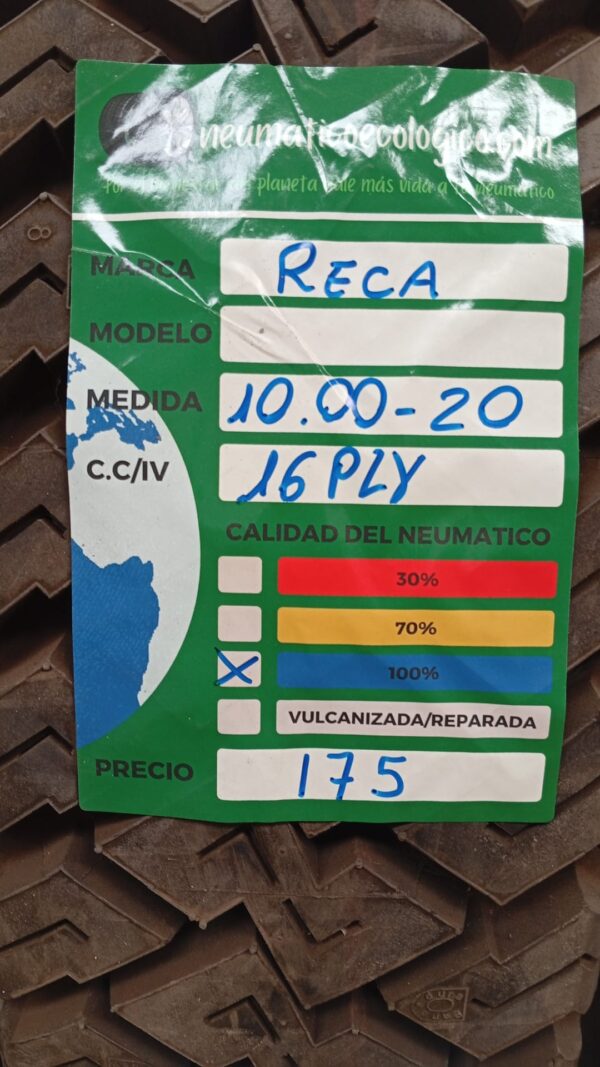 neumaticoecologico.com
planeta dale más vida a tu neumático
MARCA RECA
MODELO
MEDIDA 10.00-20
C.C/IV 16 PLY
CALIDAD DEL NEUMATICO
30%
70%
X 100%
VULCANIZADA/REPARADA
PRECIO 175
8